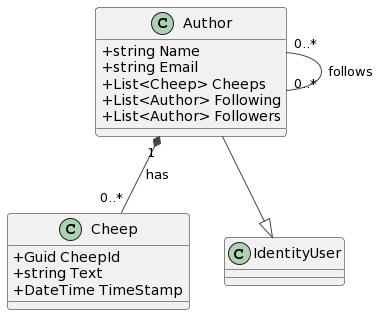 C Author
+string Name
+string Email
+List<Cheep> Cheeps
+List<Author> Following
+List<Author> Followers
0..*
follows
0..*
1
has
0..*
C Cheep
+Guid CheepId
+string Text
+DateTime TimeStamp
C IdentityUser